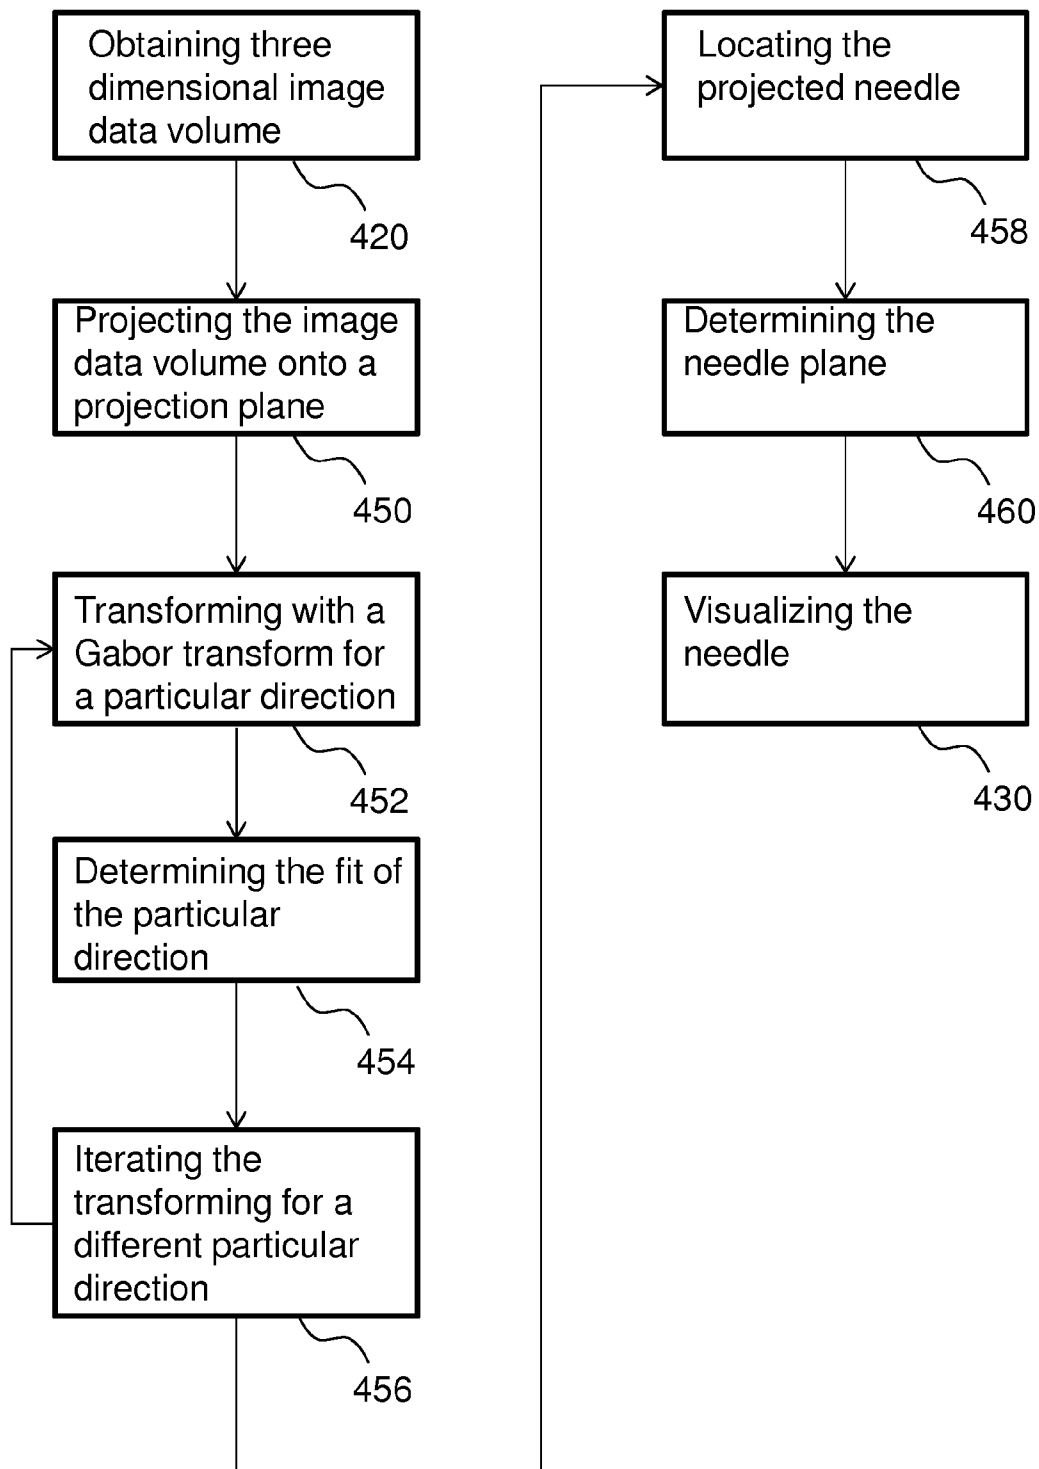 Obtaining three
dimensional image
data volume
420
Projecting the image
data volume onto a
projection plane
450
Transforming with a
Gabor transform for
a particular direction
452
Determining the fit of
the particular
direction
454
Iterating the
transforming for a
different particular
direction
456
Locating the
projected needle
458
Determining the
needle plane
460
Visualizing the
needle
430